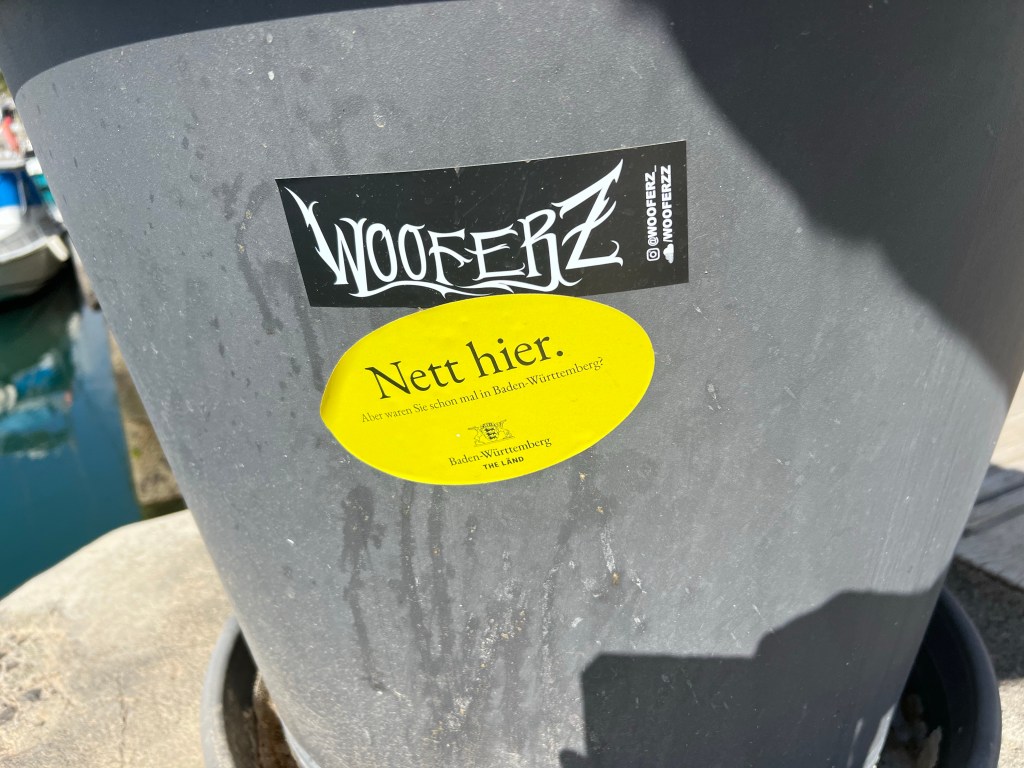 WOOFERZ
@WOOFERZ_
/WOOFERZZ
Nett hier.
Aber waren Sie schon mal in Baden-Württemberg?
Baden-Württemberg
THE LÄND